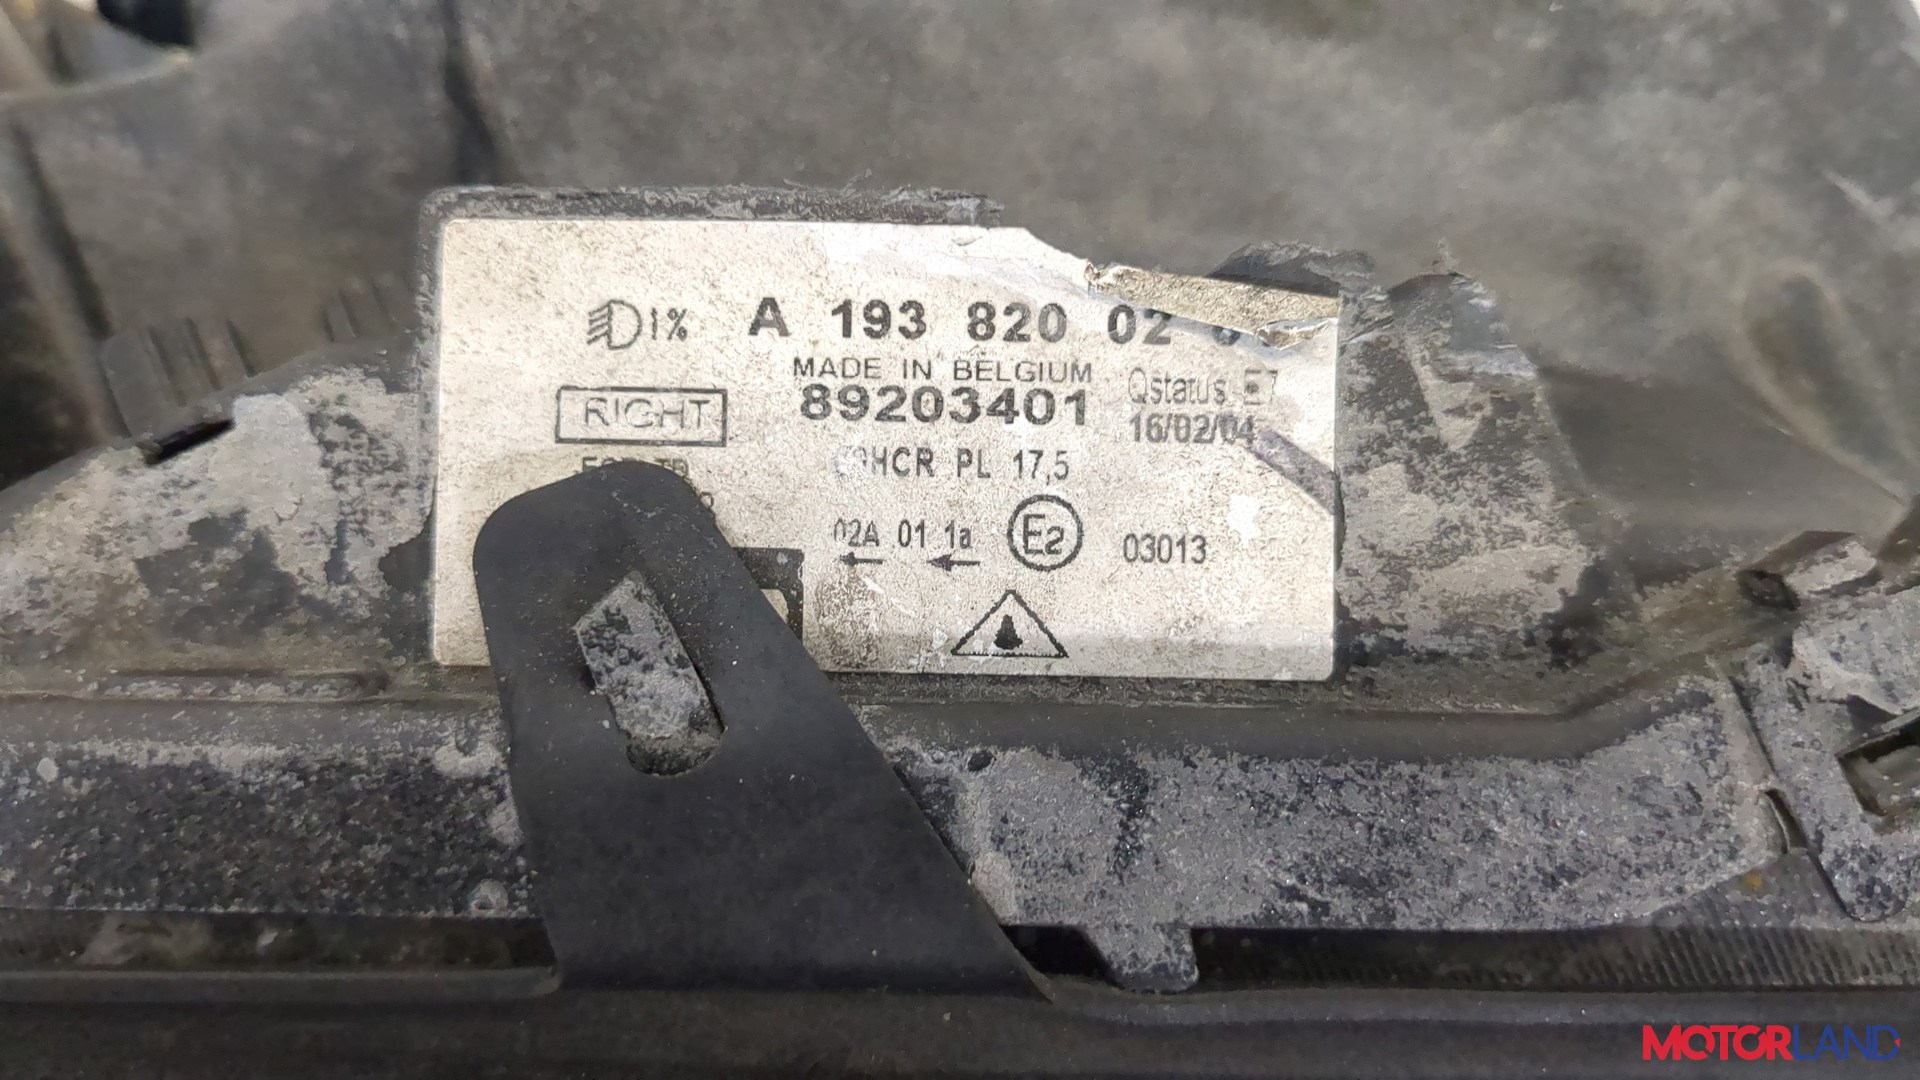 1% A 193 820 02
MADE IN BELGIUM
RIGHT 89203401 Qstatus E7
16/02/04
HCR PL 17,5
02A 01 1a E2 03013
MOTORLAND